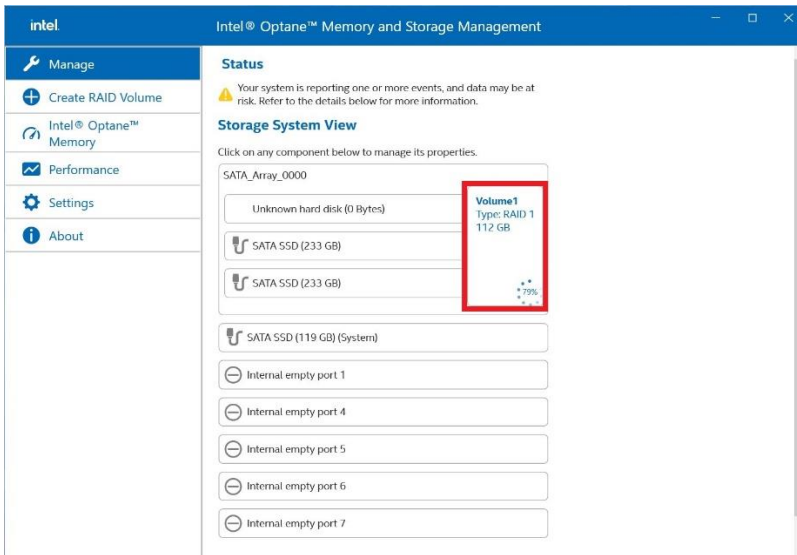 intel.
Intel® Optane™ Memory and Storage Management
Manage
Create RAID Volume
Intel® Optane™
Memory
Performance
Settings
About
Status
Your system is reporting one or more events, and data may be at
risk. Refer to the details below for more information.
Storage System View
Click on any component below to manage its properties.
SATA_Array_0000
Unknown hard disk (0 Bytes)
SATA SSD (233 GB)
SATA SSD (233 GB)
Volume1
Type: RAID 1
112 GB
79%
SATA SSD (119 GB) (System)
Internal empty port 1
Internal empty port 4
Internal empty port 5
Internal empty port 6
Internal empty port 7